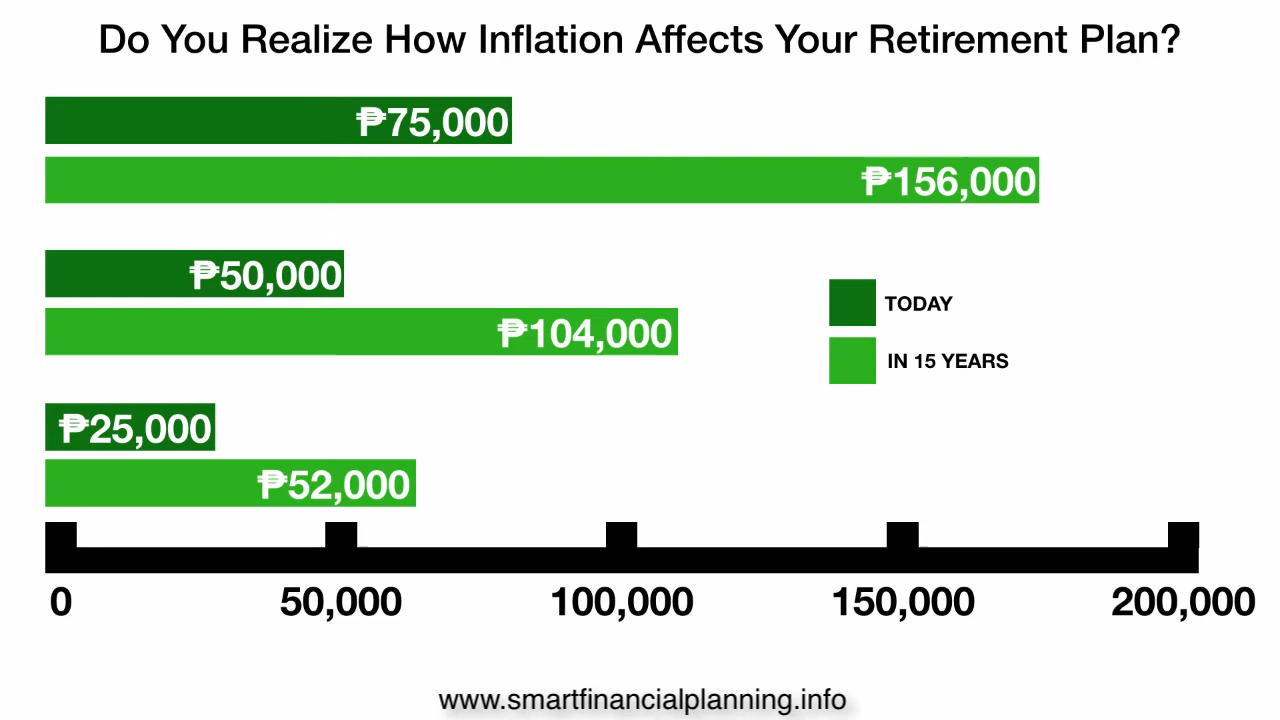 Do You Realize How Inflation Affects Your Retirement Plan?
₱75,000
₱156,000
₱50,000
₱104,000
TODAY
IN 15 YEARS
₱25,000
₱52,000
0 50,000 100,000 150,000 200,000
www.smartfinancialplanning.info